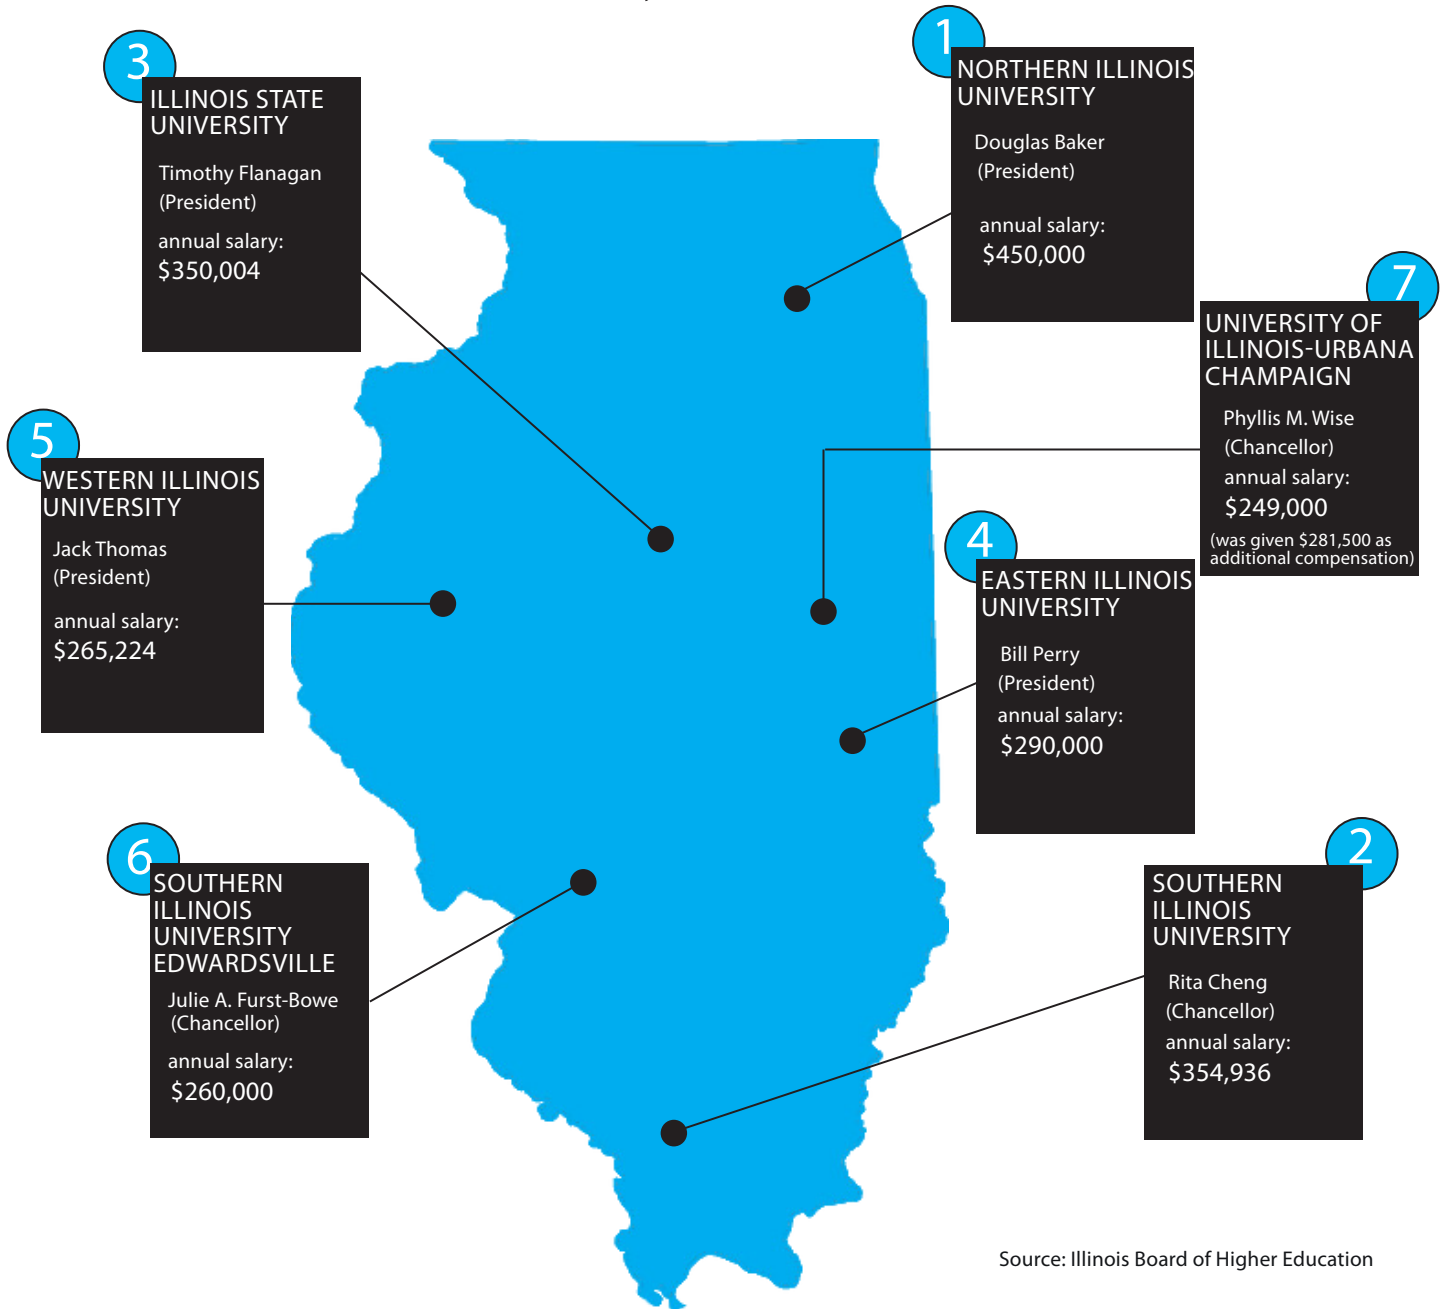 1
NORTHERN ILLINOIS
UNIVERSITY
Douglas Baker
(President)
annual salary:
$450,000
2
SOUTHERN
ILLINOIS
UNIVERSITY
Rita Cheng
(Chancellor)
annual salary:
$354,936
3
ILLINOIS STATE
UNIVERSITY
Timothy Flanagan
(President)
annual salary:
$350,004
4
EASTERN ILLINOIS
UNIVERSITY
Bill Perry
(President)
annual salary:
$290,000
5
WESTERN ILLINOIS
UNIVERSITY
Jack Thomas
(President)
annual salary:
$265,224
6
SOUTHERN
ILLINOIS
UNIVERSITY
EDWARDSVILLE
Julie A. Furst-Bowe
(Chancellor)
annual salary:
$260,000
7
UNIVERSITY OF
ILLINOIS-URBANA
CHAMPAIGN
Phyllis M. Wise
(Chancellor)
annual salary:
$249,000
(was given $281,500 as
additional compensation)
Source: Illinois Board of Higher Education